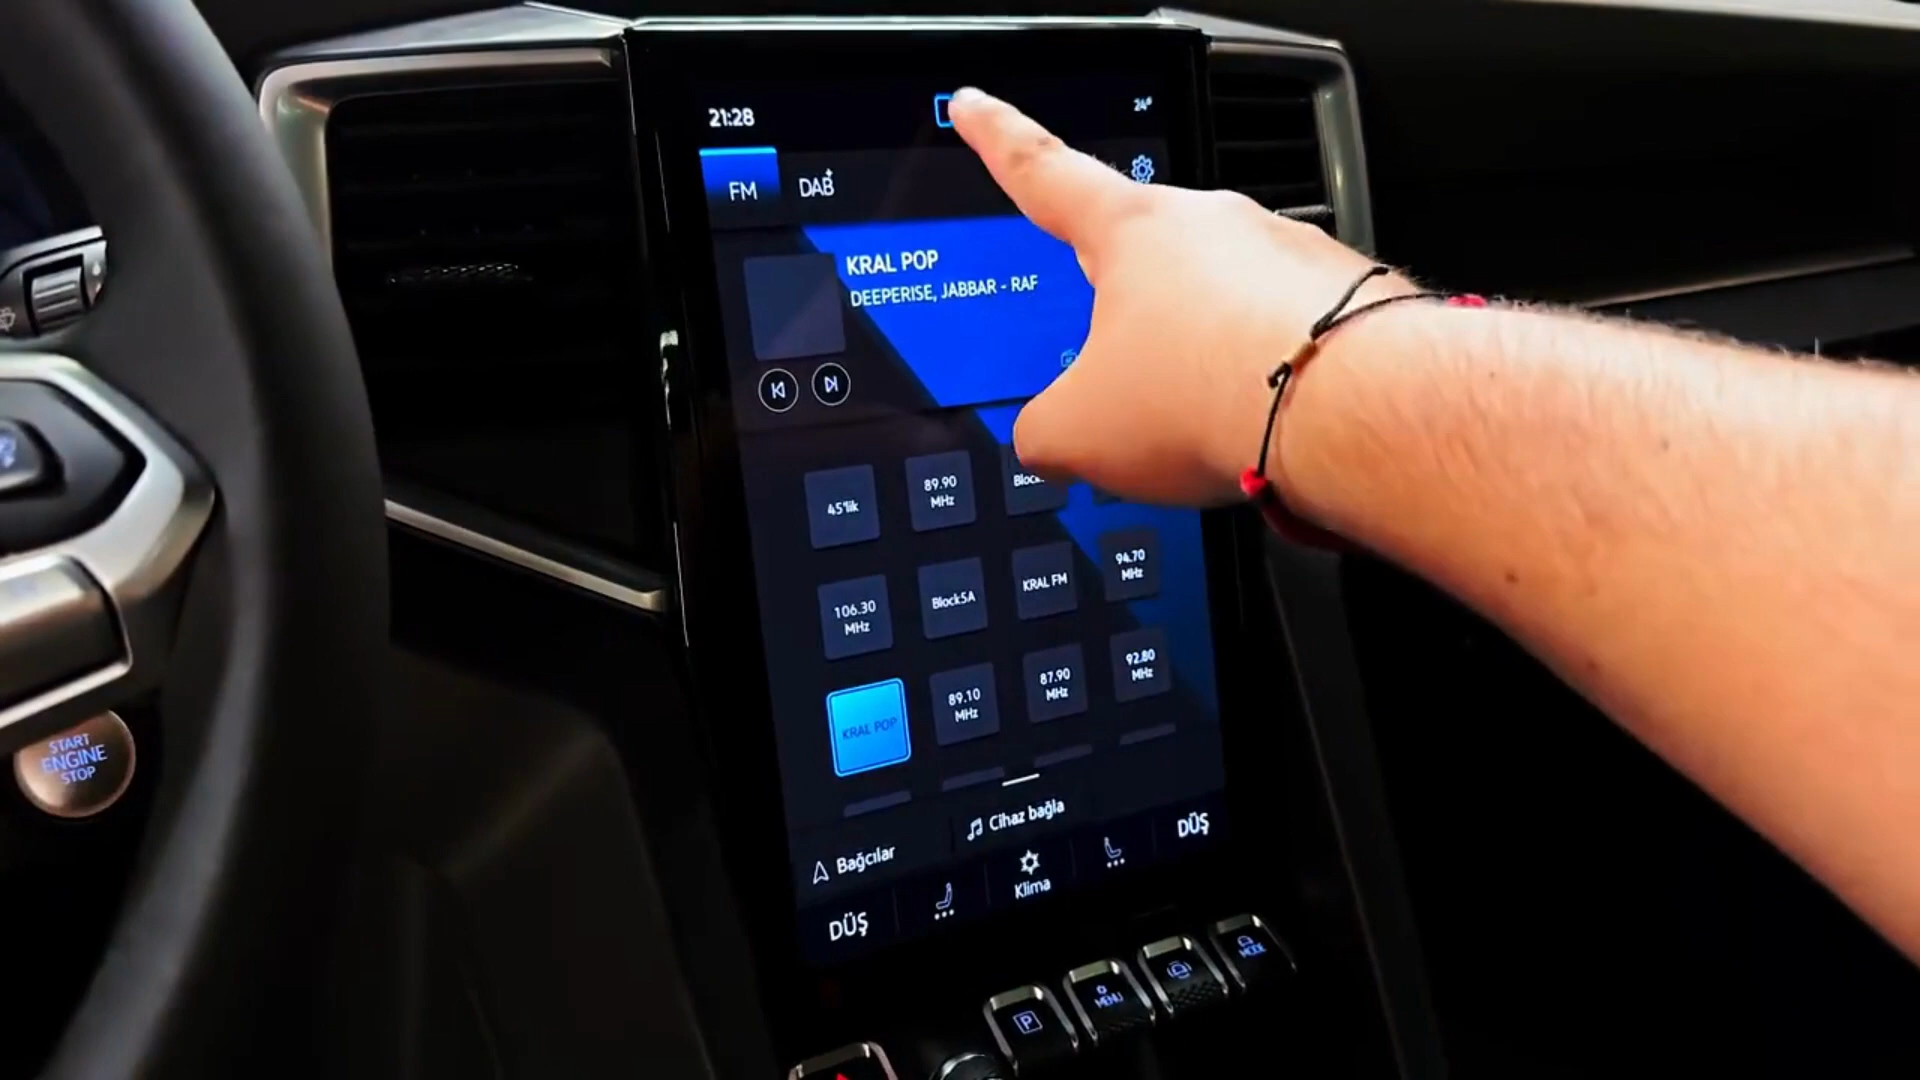 21:28
24°
FM
DAB+
KRAL POP
DEEPERISE, JABBAR - RAF
45'lik
89.90
MHz
106.30
MHz
Block5A
KRAL FM
94.70
MHz
KRAL POP
89.10
MHz
87.90
MHz
92.80
MHz
Bağcılar
Cihaz bağla
DÜŞ
Klima
DÜŞ
START
ENGINE
STOP
P
MENU
MODE